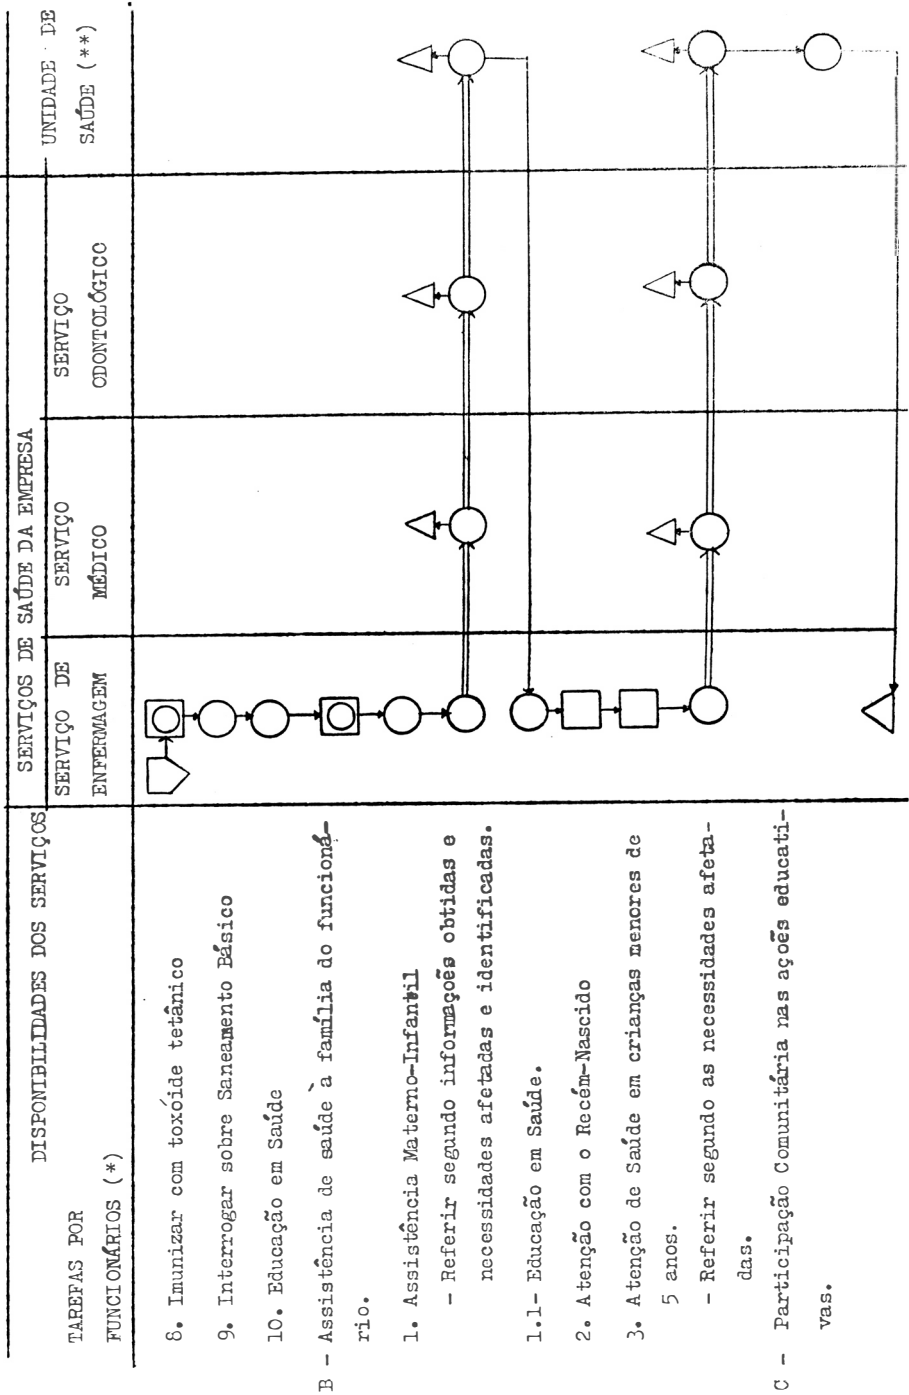 DISPONIBILIDADES DOS SERVIÇOS
SERVIÇOS DE SAÚDE DA EMPRESA
UNIDADE DE
SAÚDE (**)
TAREFAS POR
FUNCIONÁRIOS (*)
SERVIÇO DE
ENFERMAGEM
SERVIÇO
MÉDICO
SERVIÇO
ODONTOLÓGICO
8. Imunizar com toxóide tetânico
9. Interrogar sobre Saneamento Básico
10. Educação em Saúde
B - Assistência de saúde à família do funcioná-
rio.
1. Assistência Materno-Infantil
- Referir segundo informações obtidas e
necessidades afetadas e identificadas.
1.1- Educação em Saúde.
2. Atenção com o Recém-Nascido
3. Atenção de Saúde em crianças menores de
5 anos.
- Referir segundo as necessidades afeta-
das.
C - Participação Comunitária nas ações educati-
vas.